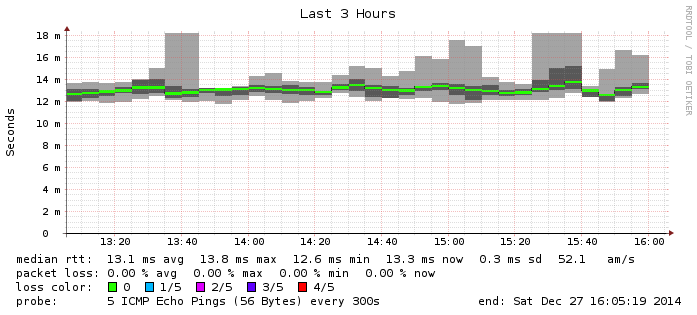 Last 3 Hours
RRDTOOL / TOBI OETIKER
Seconds
18 m
16 m
14 m
12 m
10 m
8 m
6 m
4 m
2 m
0
13:20 13:40 14:00 14:20 14:40 15:00 15:20 15:40 16:00
median rtt: 13.1 ms avg 13.8 ms max 12.6 ms min 13.3 ms now 0.3 ms sd 52.1 am/s
packet loss: 0.00 % avg 0.00 % max 0.00 % min 0.00 % now
loss color: 0 1/5 2/5 3/5 4/5
probe: 5 ICMP Echo Pings (56 Bytes) every 300s end: Sat Dec 27 16:05:19 2014